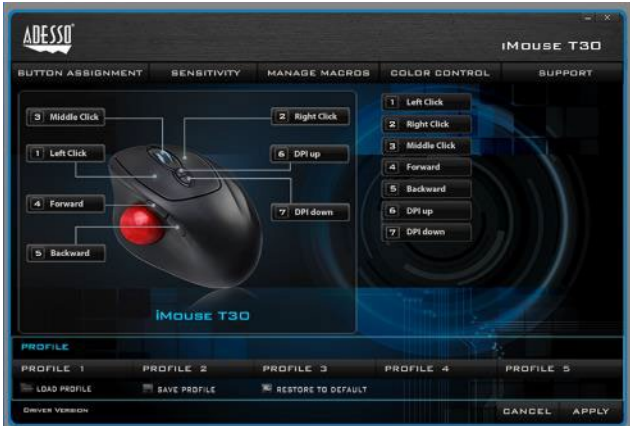 ADESSO
iMouse T30
BUTTON ASSIGNMENT SENSITIVITY MANAGE MACROS COLOR CONTROL SUPPORT
3 Middle Click
2 Right Click
1 Left Click
6 DPI up
4 Forward
7 DPI down
5 Backward
iMouse T30
1 Left Click
2 Right Click
3 Middle Click
4 Forward
5 Backward
6 DPI up
7 DPI down
PROFILE
PROFILE 1 PROFILE 2 PROFILE 3 PROFILE 4 PROFILE 5
LOAD PROFILE SAVE PROFILE RESTORE TO DEFAULT
DRIVER VERSION CANCEL APPLY